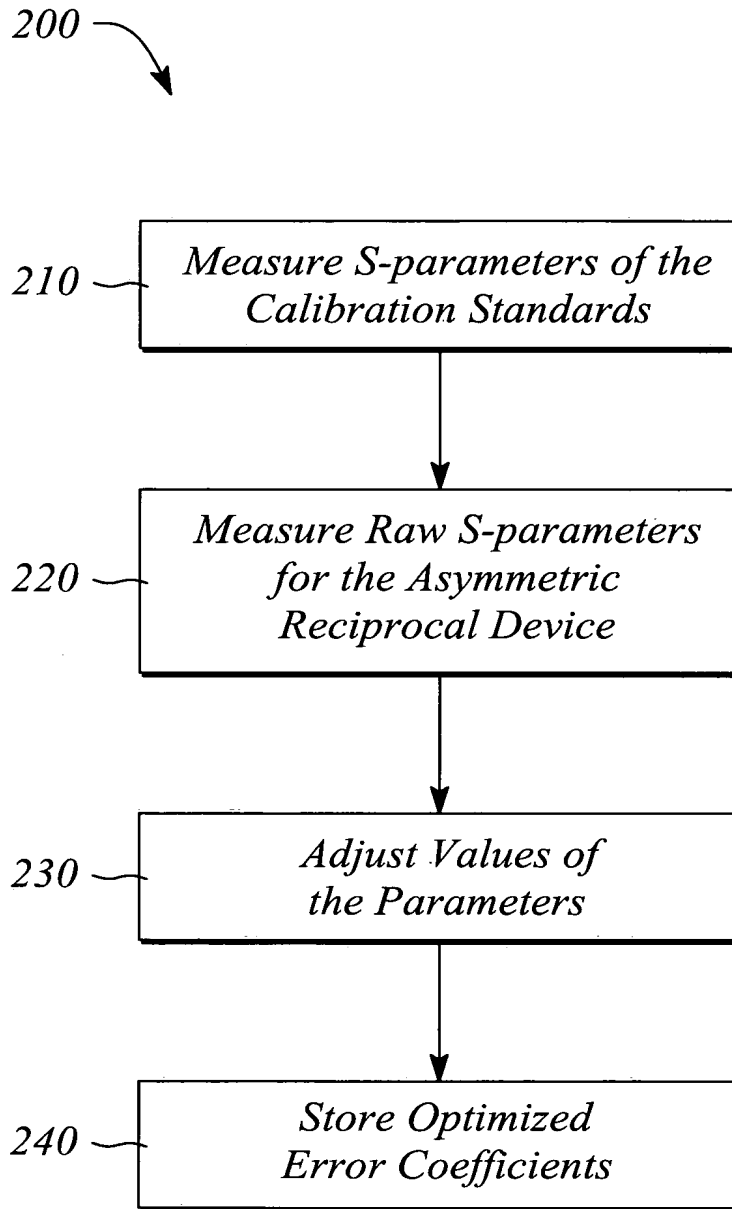 200
210
Measure S-parameters of the
Calibration Standards
220
Measure Raw S-parameters
for the Asymmetric
Reciprocal Device
230
Adjust Values of
the Parameters
240
Store Optimized
Error Coefficients